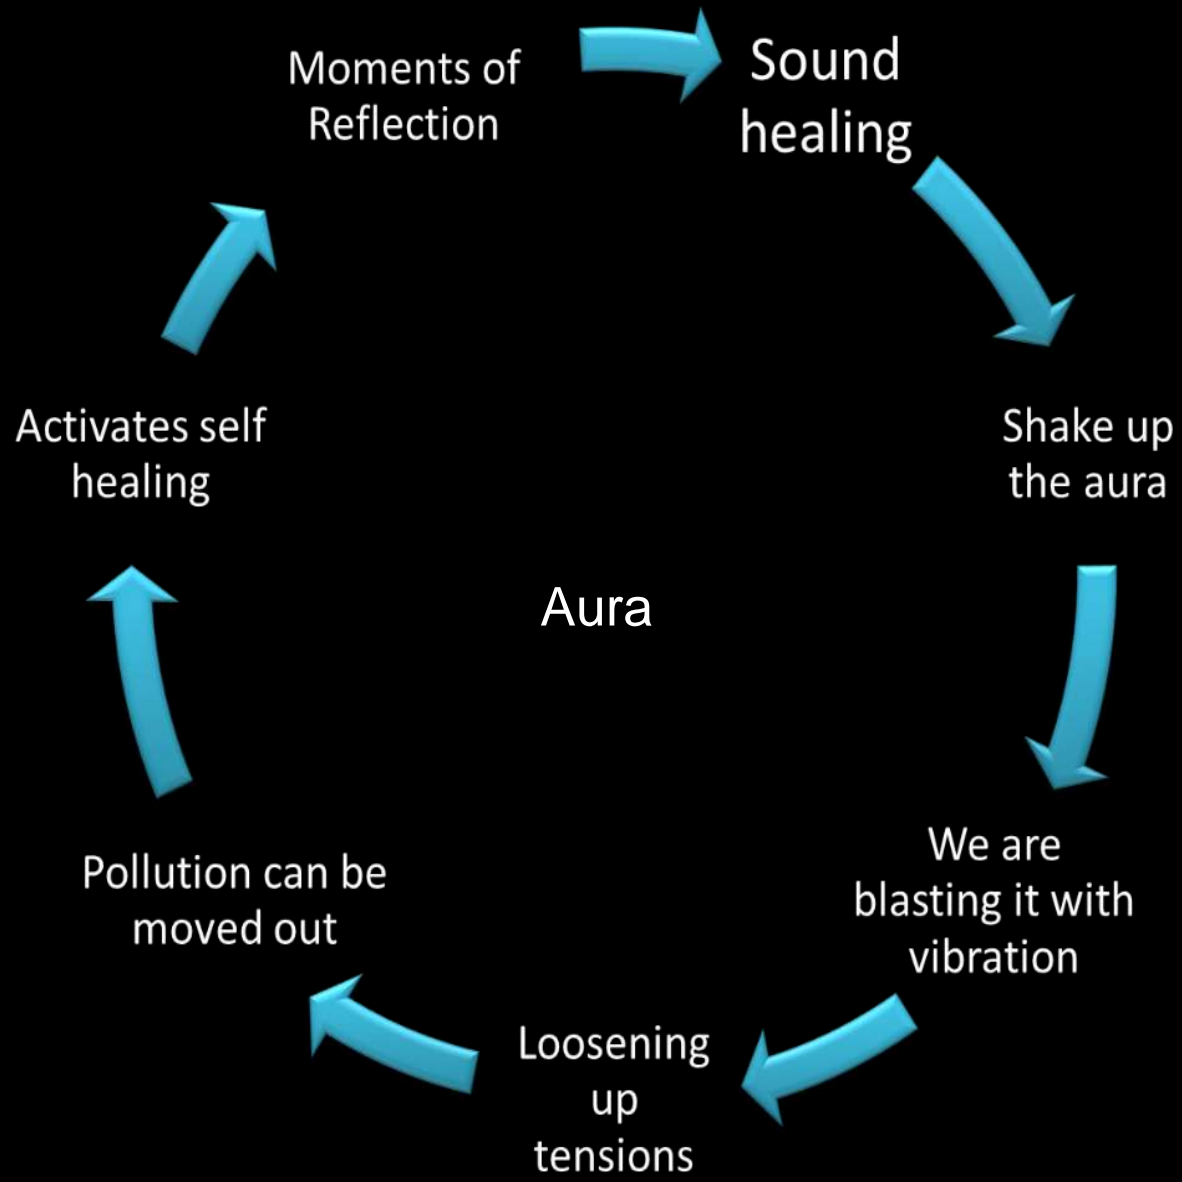 Moments of
Reflection
Sound
healing
Shake up
the aura
We are
blasting it with
vibration
Loosening
up
tensions
Pollution can be
moved out
Activates self
healing
Aura